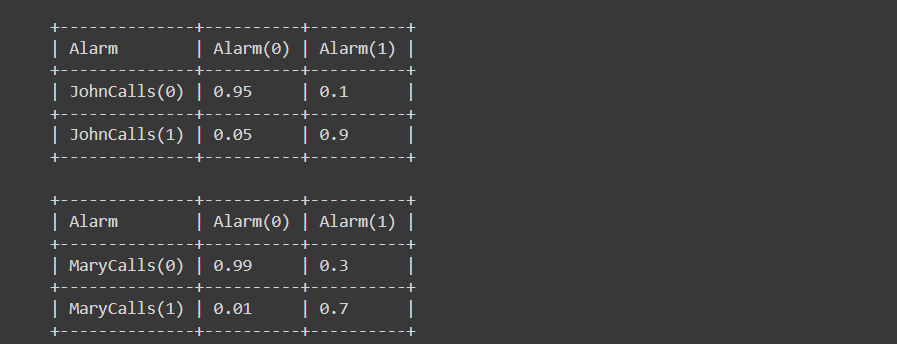 +--------------+----------+----------+
| Alarm        | Alarm(0) | Alarm(1) |
+--------------+----------+----------+
| JohnCalls(0) | 0.95     | 0.1      |
+--------------+----------+----------+
| JohnCalls(1) | 0.05     | 0.9      |
+--------------+----------+----------+
+--------------+----------+----------+
| Alarm        | Alarm(0) | Alarm(1) |
+--------------+----------+----------+
| MaryCalls(0) | 0.99     | 0.3      |
+--------------+----------+----------+
| MaryCalls(1) | 0.01     | 0.7      |
+--------------+----------+----------+